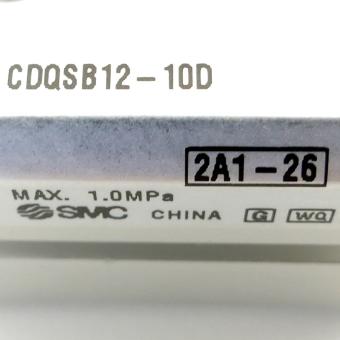 CDQSB12-10D
2A1-26
MAX. 1.0MPa
SMC CHINA G WQ